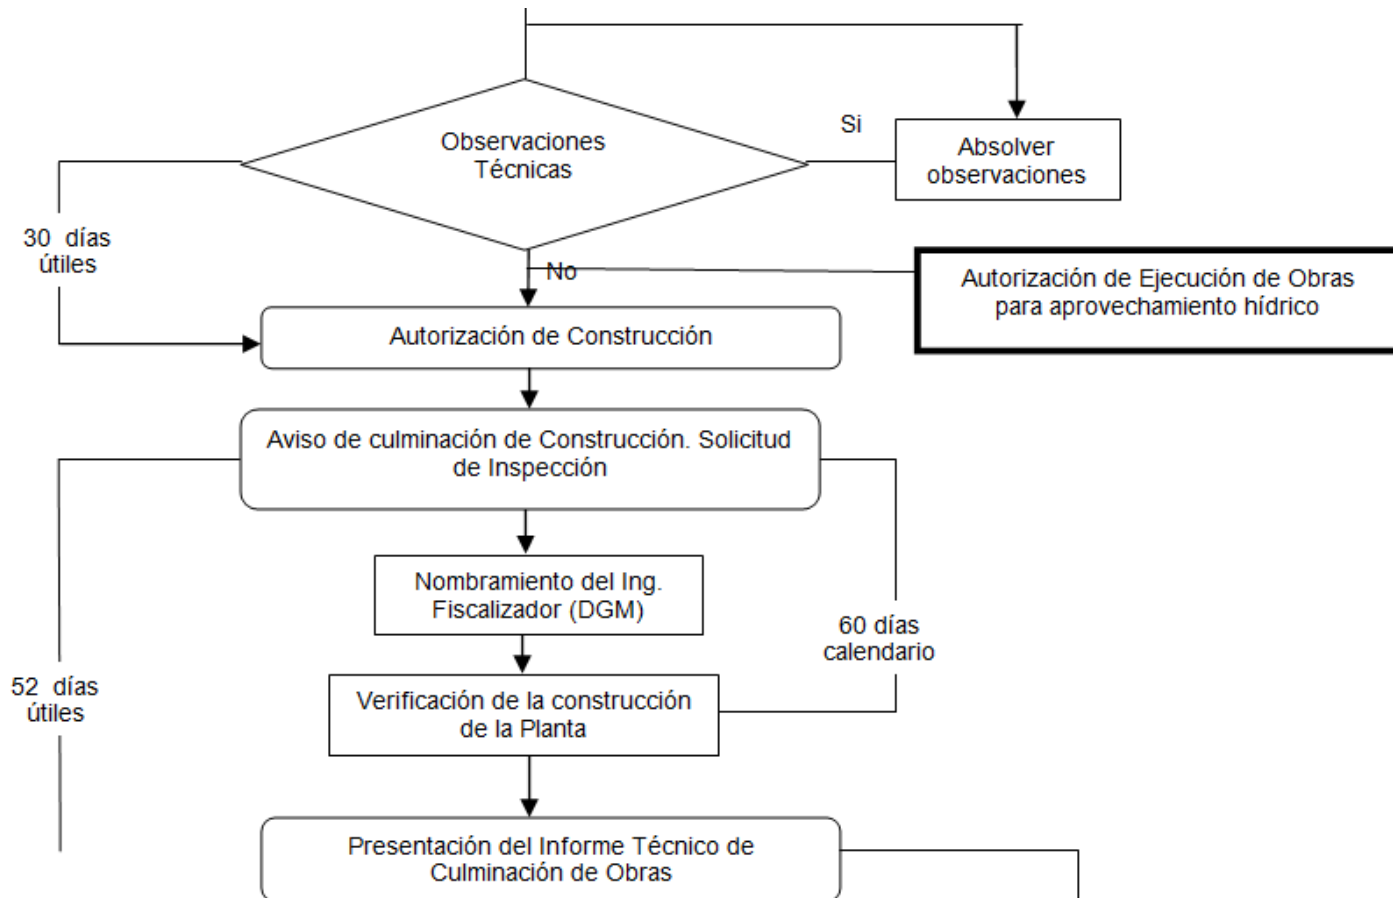 Observaciones
Técnicas
Si
Absolver
observaciones
30 días
útiles
No
Autorización de Ejecución de Obras
para aprovechamiento hídrico
Autorización de Construcción
Aviso de culminación de Construcción. Solicitud
de Inspección
Nombramiento del Ing.
Fiscalizador (DGM)
60 días
calendario
52 días
útiles
Verificación de la construcción
de la Planta
Presentación del Informe Técnico de
Culminación de Obras